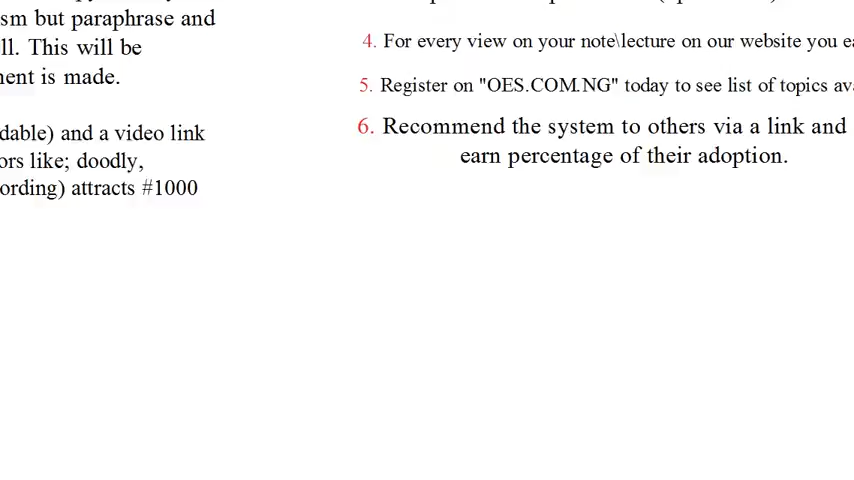 sm but paraphrase and
ll. This will be
nent is made.
dable) and a video link
ors like; doodly,
ording) attracts #1000
4. For every view on your note\lecture on our website you
5. Register on "OES.COM.NG" today to see list of topics
6. Recommend the system to others via a link and
earn percentage of their adoption.